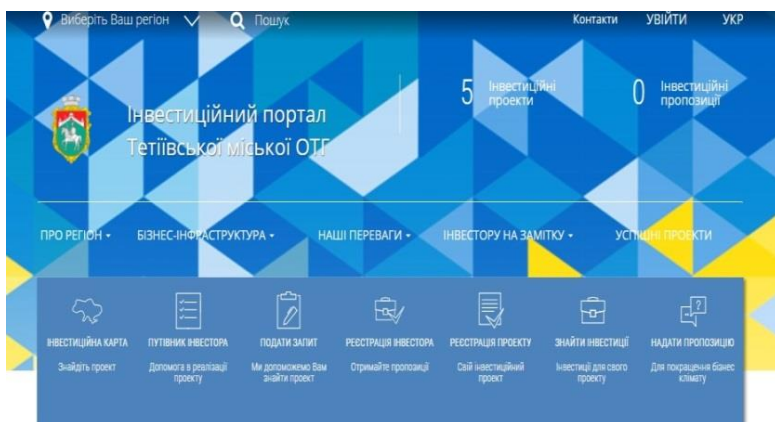 Виберіть Ваш регіон
Пошук
Контакти
УВІЙТИ
УКР
Інвестиційний портал
Тетіївської міської ОТГ
5 Інвестиційні
проекти
0 Інвестиційні
пропозиції
ПРО РЕГІОН
БІЗНЕС-ІНФРАСТРУКТУРА
НАШІ ПЕРЕВАГИ
ІНВЕСТОРУ НА ЗАМІТКУ
УСПІШНІ ПРОЕКТИ
ІНВЕСТИЦІЙНА КАРТА
Знайдіть проект
ПУТІВНИК ІНВЕСТОРА
Допомога в реалізації
проекту
ПОДАТИ ЗАПИТ
Ми допоможемо Вам
знайти проект
РЕЄСТРАЦІЯ ІНВЕСТОРА
Отримайте пропозиції
РЕЄСТРАЦІЯ ПРОЕКТУ
Свій інвестиційний
проект
ЗНАЙТИ ІНВЕСТИЦІЇ
Інвестиції для свого
проекту
НАДАТИ ПРОПОЗИЦІЮ
Для покращення бізнес
клімату